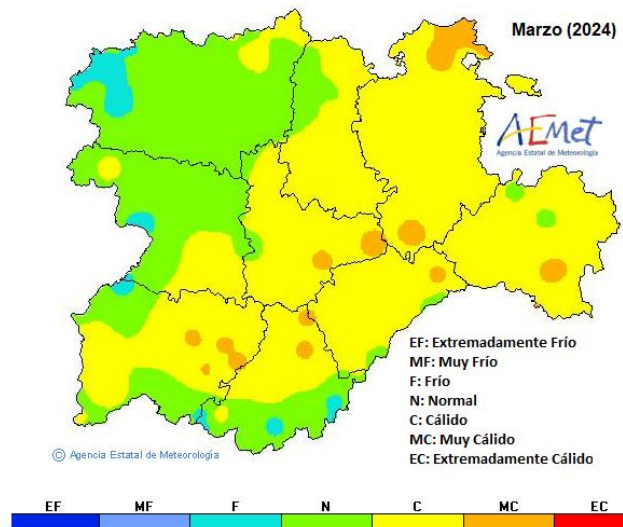 Marzo (2024)
AEmet
Agencia Estatal de Meteorología
EF: Extremadamente Frío
MF: Muy Frío
F: Frío
N: Normal
C: Cálido
MC: Muy Cálido
EC: Extremadamente Cálido
© Agencia Estatal de Meteorología
EF MF F N C MC EC